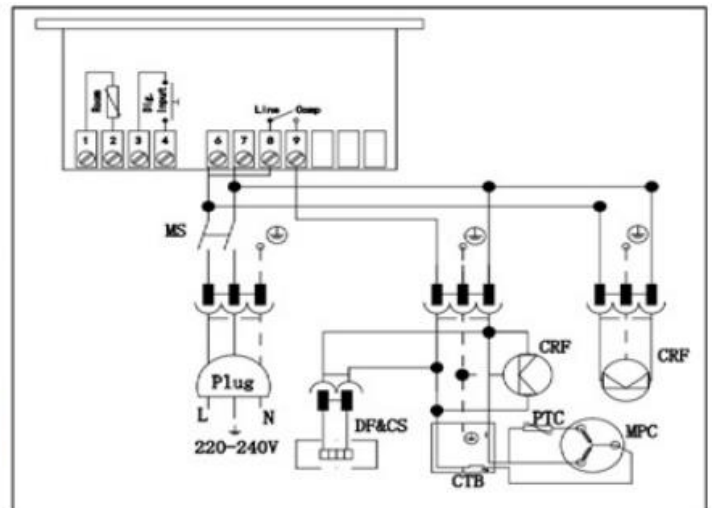 Room
Dig. Input
Line Comp
1 2 3 4 6 7 8 9
MS
CRF
CRF
Plug
L N
220-240V
DF&CS
PTC
MPC
CTB